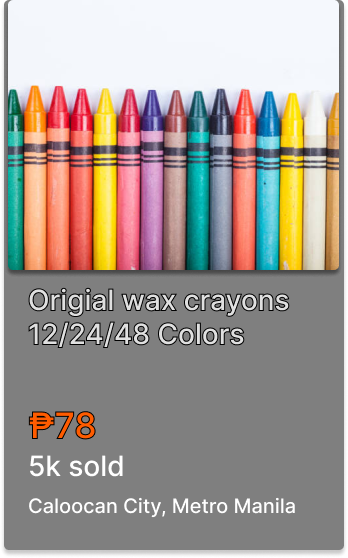 Origial wax crayons
12/24/48 Colors
₱78
5k sold
Caloocan City, Metro Manila